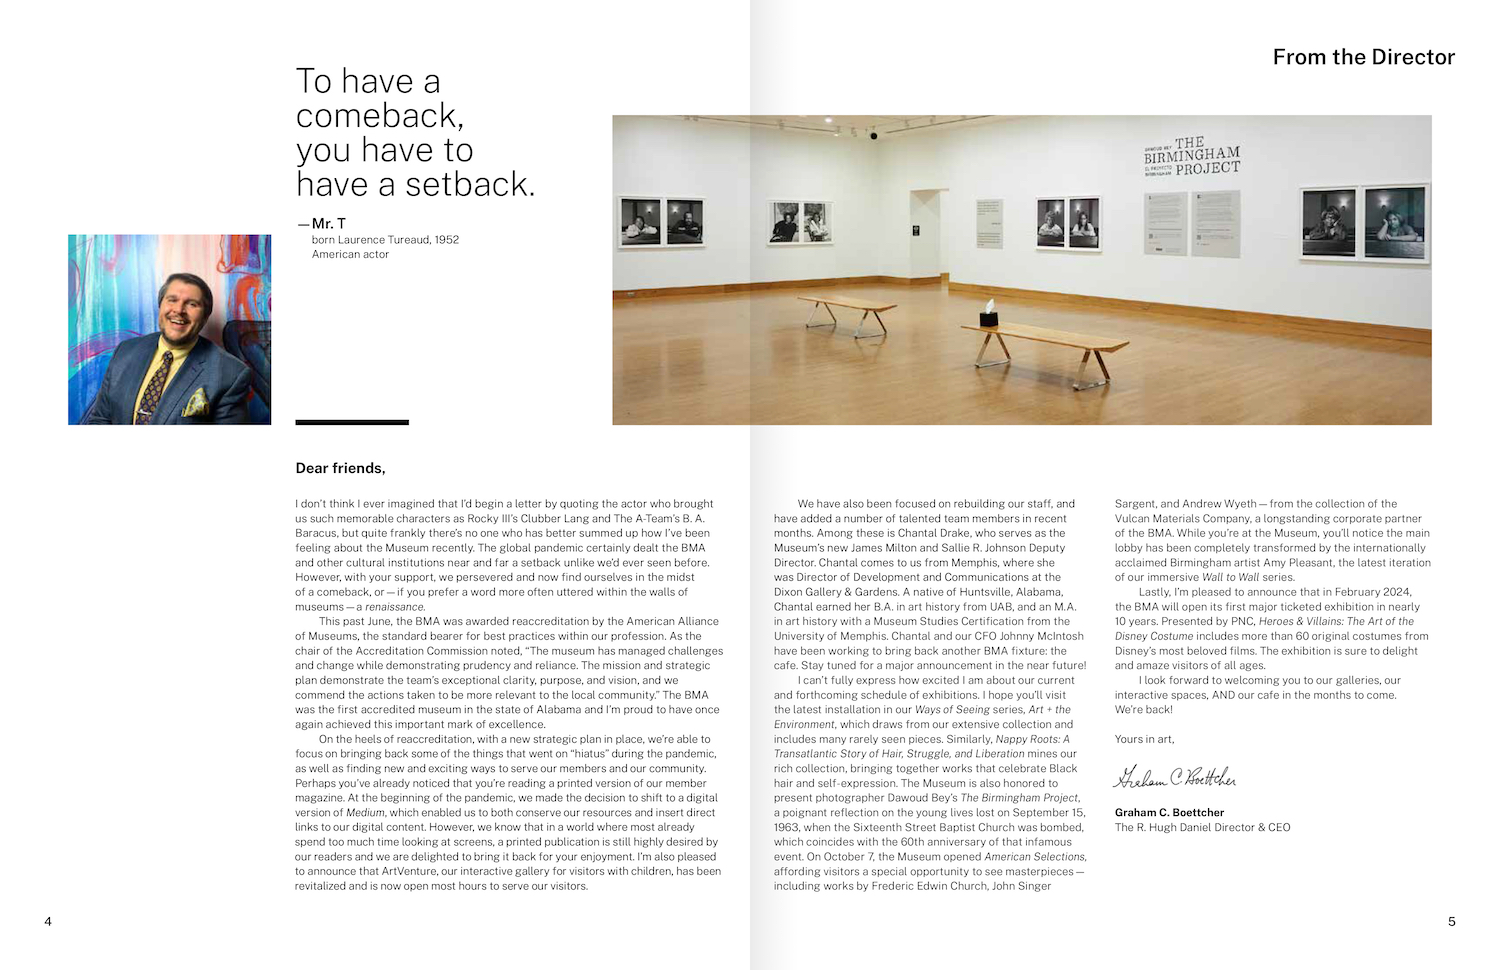 From the Director
To have a
comeback,
you have to
have a setback.
—Mr. T
born Laurence Tureaud, 1952
American actor
THE
BIRMINGHAM
PROJECT
Dear friends,
I don’t think I ever imagined that I’d begin a letter by quoting the actor who brought
us such memorable characters as Rocky III’s Clubber Lang and The A-Team’s B. A.
Baracus, but quite frankly there’s no one who has better summed up how I’ve been
feeling about the Museum recently. The global pandemic certainly dealt the BMA
and other cultural institutions near and far a setback unlike we’d ever seen before.
However, with your support, we persevered and now find ourselves in the midst
of a comeback, or — if you prefer a word more often uttered within the walls of
museums — a renaissance.
This past June, the BMA was awarded reaccreditation by the American Alliance
of Museums, the standard bearer for best practices within our profession. As the
chair of the Accreditation Commission noted, “The museum has managed challenges
and change while demonstrating prudency and reliance. The mission and strategic
plan demonstrate the team’s exceptional clarity, purpose, and vision, and we
commend the actions taken to be more relevant to the local community.” The BMA
was the first accredited museum in the state of Alabama and I’m proud to have once
again achieved this important mark of excellence.
On the heels of reaccreditation, with a new strategic plan in place, we’re able to
focus on bringing back some of the things that went on “hiatus” during the pandemic,
as well as finding new and exciting ways to serve our members and our community.
Perhaps you’ve already noticed that you’re reading a printed version of our member
magazine. At the beginning of the pandemic, we made the decision to shift to a digital
version of Medium, which enabled us to both conserve our resources and insert direct
links to our digital content. However, we know that in a world where most already
spend too much time looking at screens, a printed publication is still highly desired by
our readers and we are delighted to bring it back for your enjoyment. I’m also pleased
to announce that ArtVenture, our interactive gallery for visitors with children, has been
revitalized and is now open most hours to serve our visitors.
We have also been focused on rebuilding our staff, and
have added a number of talented team members in recent
months. Among these is Chantal Drake, who serves as the
Museum’s new James Milton and Sallie R. Johnson Deputy
Director. Chantal comes to us from Memphis, where she
was Director of Development and Communications at the
Dixon Gallery & Gardens. A native of Huntsville, Alabama,
Chantal earned her B.A. in art history from UAB, and an M.A.
in art history with a Museum Studies Certification from the
University of Memphis. Chantal and our CFO Johnny McIntosh
have been working to bring back another BMA fixture: the
cafe. Stay tuned for a major announcement in the near future!
I can’t fully express how excited I am about our current
and forthcoming schedule of exhibitions. I hope you’ll visit
the latest installation in our Ways of Seeing series, Art + the
Environment, which draws from our extensive collection and
includes many rarely seen pieces. Similarly, Nappy Roots: A
Transatlantic Story of Hair, Struggle, and Liberation mines our
rich collection, bringing together works that celebrate Black
hair and self-expression. The Museum is also honored to
present photographer Dawoud Bey’s The Birmingham Project,
a poignant reflection on the young lives lost on September 15,
1963, when the Sixteenth Street Baptist Church was bombed,
which coincides with the 60th anniversary of that infamous
event. On October 7, the Museum opened American Selections,
affording visitors a special opportunity to see masterpieces —
including works by Frederic Edwin Church, John Singer
Sargent, and Andrew Wyeth — from the collection of the
Vulcan Materials Company, a longstanding corporate partner
of the BMA. While you’re at the Museum, you’ll notice the main
lobby has been completely transformed by the internationally
acclaimed Birmingham artist Amy Pleasant, the latest iteration
of our immersive Wall to Wall series.
Lastly, I’m pleased to announce that in February 2024,
the BMA will open its first major ticketed exhibition in nearly
10 years. Presented by PNC, Heroes & Villains: The Art of the
Disney Costume includes more than 60 original costumes from
Disney’s most beloved films. The exhibition is sure to delight
and amaze visitors of all ages.
I look forward to welcoming you to our galleries, our
interactive spaces, AND our cafe in the months to come.
We’re back!
Yours in art,
Graham C. Boettcher
Graham C. Boettcher
The R. Hugh Daniel Director & CEO
4
5